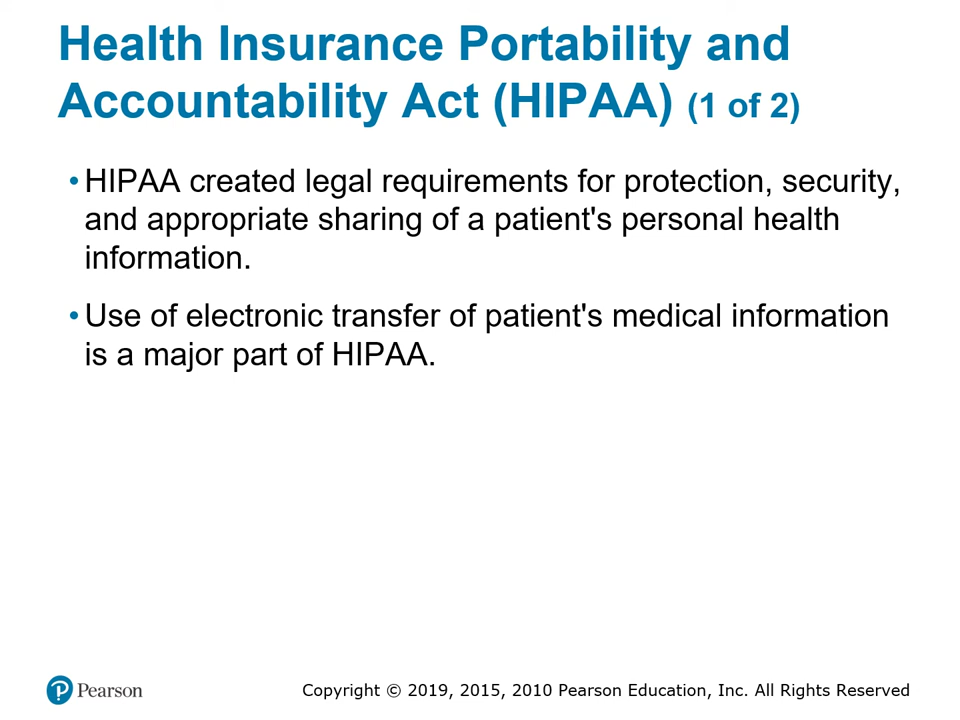 Health Insurance Portability and
Accountability Act (HIPAA) (1 of 2)
• HIPAA created legal requirements for protection, security,
and appropriate sharing of a patient's personal health
information.
• Use of electronic transfer of patient's medical information
is a major part of HIPAA.
Pearson
Copyright © 2019, 2015, 2010 Pearson Education, Inc. All Rights Reserved